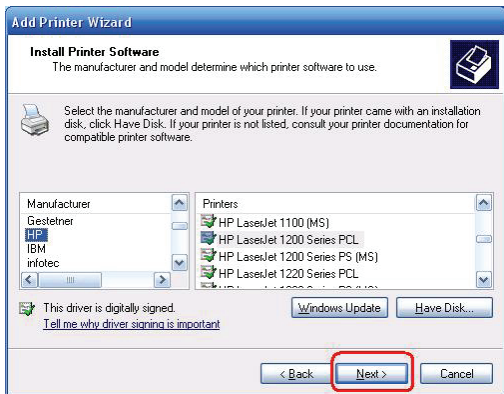 Add Printer Wizard
Install Printer Software
The manufacturer and model determine which printer software to use.
Select the manufacturer and model of your printer. If your printer came with an installation
disk, click Have Disk. If your printer is not listed, consult your printer documentation for
compatible printer software.
Manufacturer
Gestetner
HP
IBM
infotec
Printers
HP LaserJet 1100 (MS)
HP LaserJet 1200 Series PCL
HP LaserJet 1200 Series PS (MS)
HP LaserJet 1220 Series PCL
This driver is digitally signed.
Tell me why driver signing is important
Windows Update
Have Disk...
< Back
Next >
Cancel